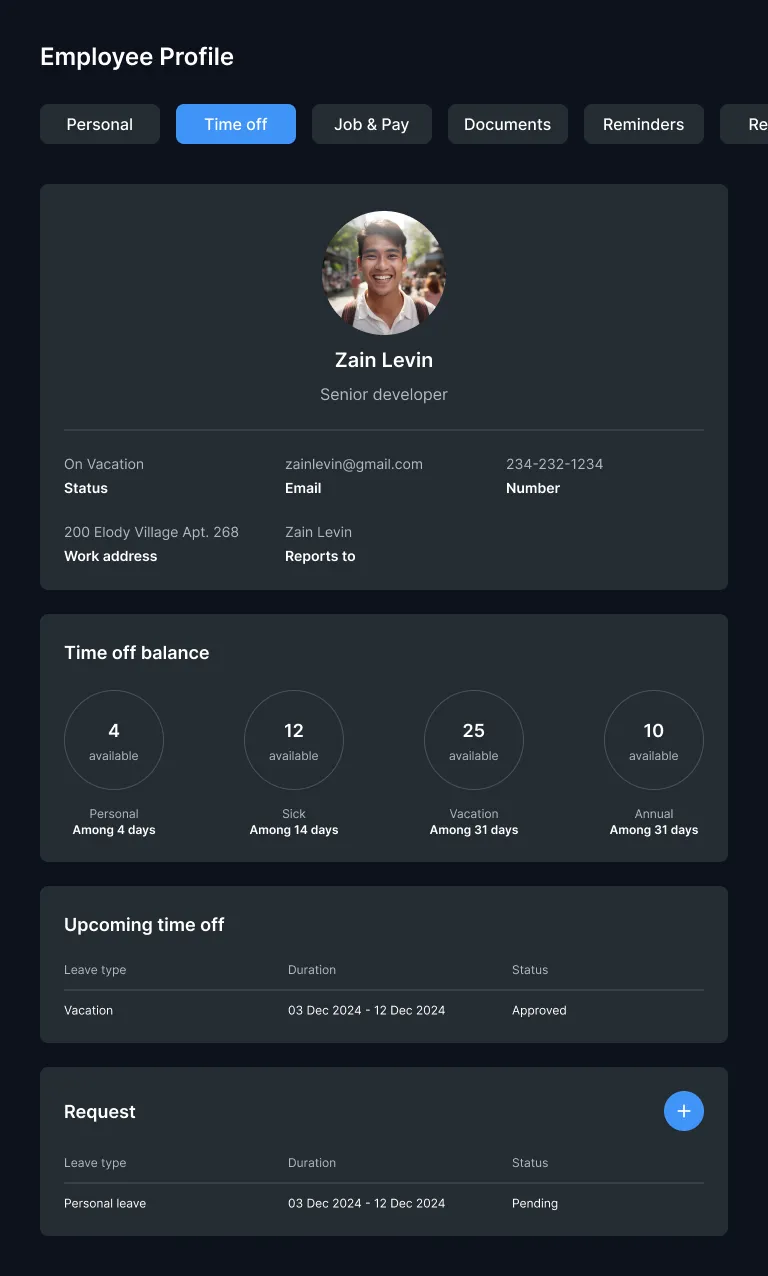 Employee Profile
Personal Time off Job & Pay Documents Reminders Re
Zain Levin
Senior developer
On Vacation zainlevin@gmail.com 234-232-1234
Status Email Number
200 Elody Village Apt. 268 Zain Levin
Work address Reports to
Time off balance
4 12 25 10
available available available available
Personal Sick Vacation Annual
Among 4 days Among 14 days Among 31 days Among 31 days
Upcoming time off
Leave type Duration Status
Vacation 03 Dec 2024 - 12 Dec 2024 Approved
Request
Leave type Duration Status
Personal leave 03 Dec 2024 - 12 Dec 2024 Pending